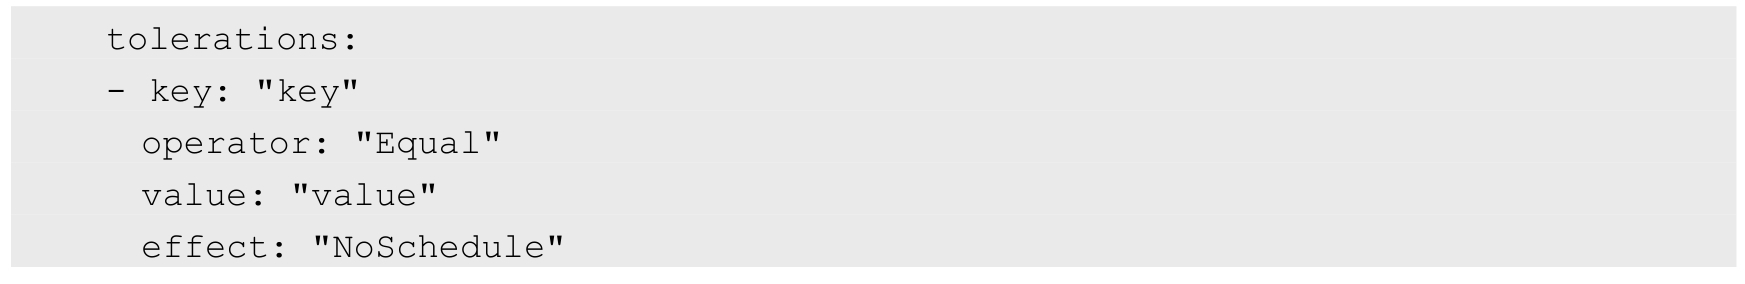 tolerations:
- key: "key"
operator: "Equal"
value: "value"
effect: "NoSchedule"